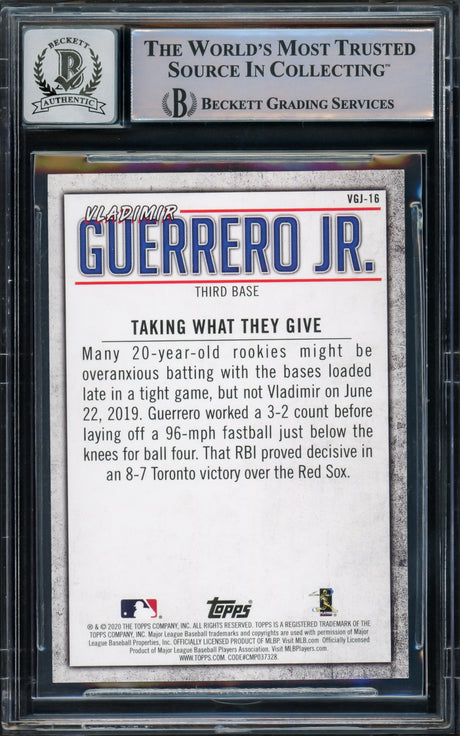 BECKETT
B
AUTHENTIC
THE WORLD'S MOST TRUSTED
SOURCE IN COLLECTING™
B BECKETT GRADING SERVICES
VGJ-16
VLADIMIR
GUERRERO JR.
THIRD BASE
TAKING WHAT THEY GIVE
Many 20-year-old rookies might be
overanxious batting with the bases loaded
late in a tight game, but not Vladimir on June
22, 2019. Guerrero worked a 3-2 count before
laying off a 96-mph fastball just below the
knees for ball four. That RBI proved decisive in
an 8-7 Toronto victory over the Red Sox.
Topps
® & © 2020 THE TOPPS COMPANY, INC. ALL RIGHTS RESERVED. TOPPS IS A REGISTERED TRADEMARK OF THE
TOPPS COMPANY, INC. Major League Baseball trademarks and copyrights are used with permission of Major
League Baseball Properties, Inc. OFFICIALLY LICENSED PRODUCT OF MLBP. Visit MLB.com Officially Licensed
Product of Major League Baseball Players Association. Visit MLBPlayers.com.
WWW.TOPPS.COM. CODE#CMP037328.